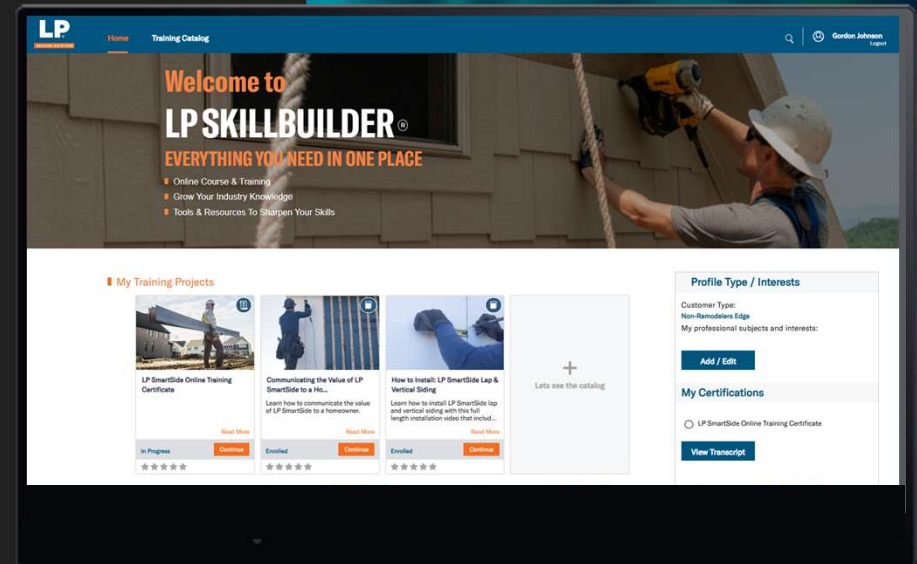 LP
BUILDING SOLUTIONS
Home
Training Catalog
Gordon Johnson
Logout
Welcome to
LP SKILLBUILDER®
EVERYTHING YOU NEED IN ONE PLACE
Online Course & Training
Grow Your Industry Knowledge
Tools & Resources To Sharpen Your Skills
My Training Projects
LP SmartSide Online Training
Certificate
Read More
In Progress
Continue
Communicating the Value of LP
SmartSide to a Ho...
Learn how to communicate the value
of LP SmartSide to a homeowner.
Read More
Enrolled
Continue
How to Install: LP SmartSide Lap &
Vertical Siding
Learn how to install LP SmartSide lap
and vertical siding with this full
length installation video that includ...
Read More
Enrolled
Continue
Lets see the catalog
Profile Type / Interests
Customer Type:
Non-Remodelers Edge
My professional subjects and interests:
Add / Edit
My Certifications
LP SmartSide Online Training Certificate
View Transcript